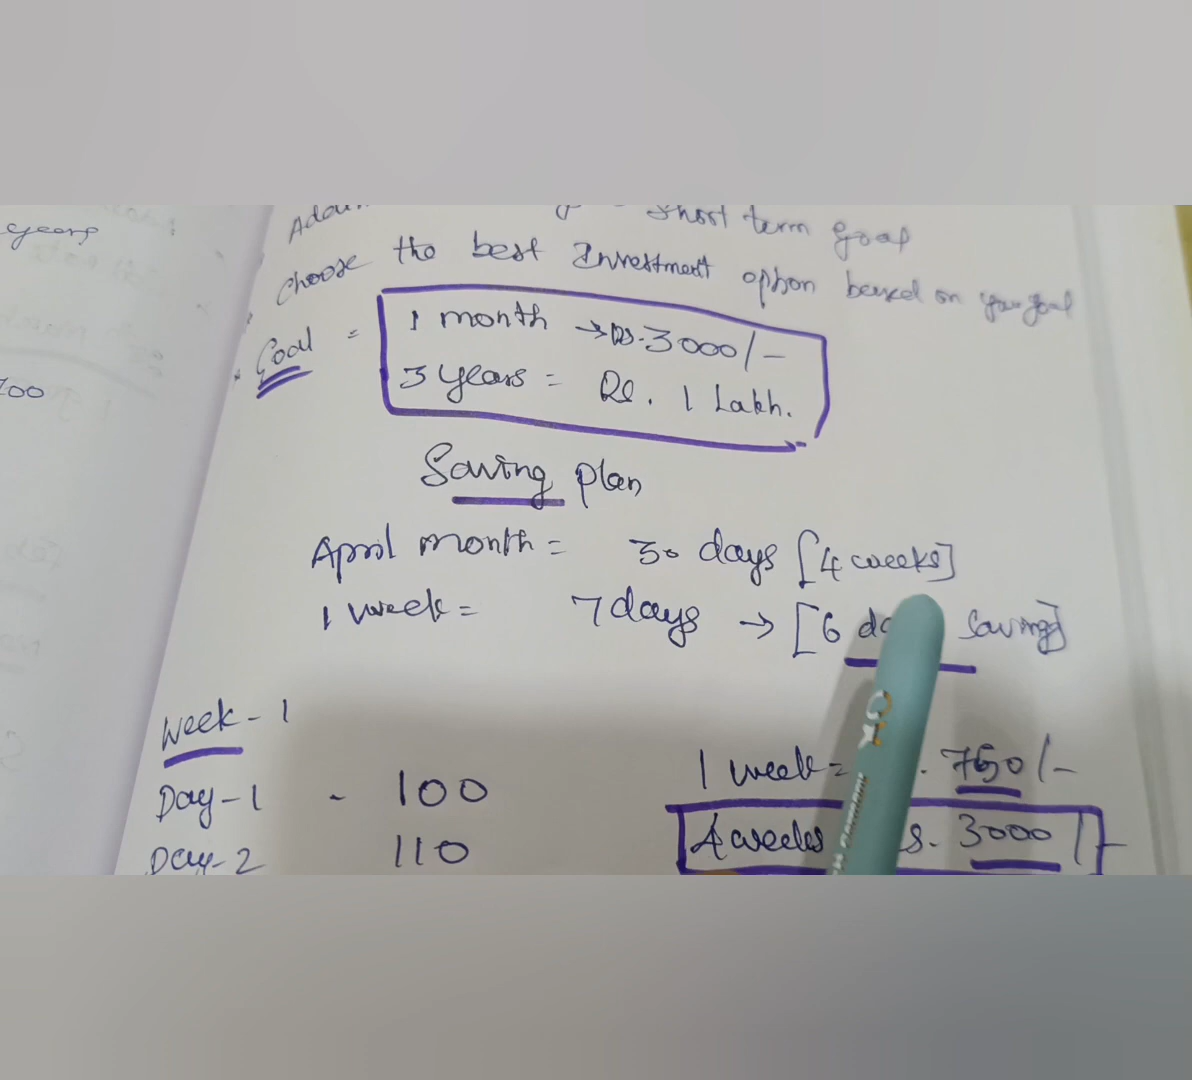 years
short term goal
Choose the best Investment option based on your goal
Goal = 1 month → Rs. 3000/-
3 years = Rs. 1 Lakh.
700
Saving plan
April month = 30 days [4 weeks]
1 week = 7 days → [6 saving]
Week - 1
1 week = 750/-
Day-1 - 100
4 weeks s. 3000/-
Day-2 110